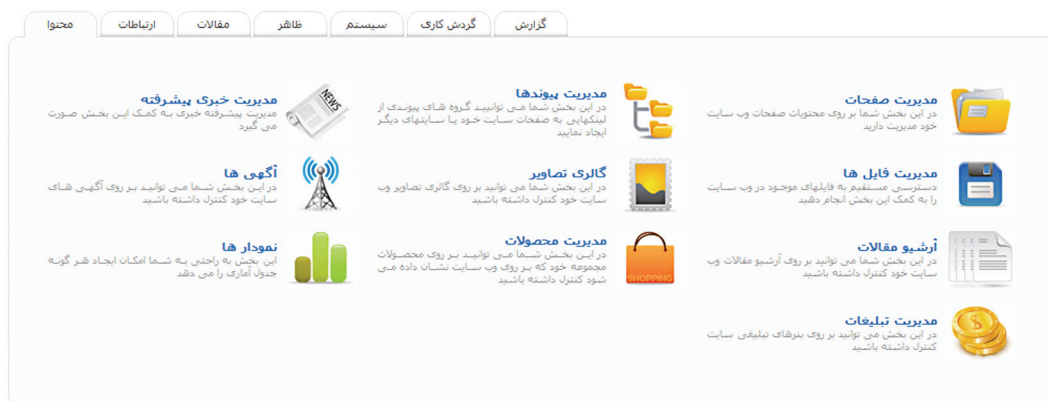 گزارش
گردش کاری
سیستم
ظاهر
مقالات
ارتباطات
محتوا
مدیریت صفحات
در این بخش شما بر روی محتویات صفحات وب سایت
خود مدیریت دارید
مدیریت پیوندها
در این بخش شما می توانیید گروه های پیوندی از
لینکهایی به صفحات سایت خود یا سایتهای دیگر
ایجاد نمایید
مدیریت خبری پیشرفته
مدیریت پیشرفته خبری به کمک این بخش صورت
می گیرد
NEWS
مدیریت فایل ها
دسترسی مستقیم به فایلهای موجود در وب سایت
را به کمک این بخش انجام دهید
گالری تصاویر
در این بخش شما می توانید بر روی گالری تصاویر وب
سایت خود کنترل داشته باشید
آگهی ها
در این بخش شما می توانید بر روی آگهی های
سایت خود کنترل داشته باشید
آرشیو مقالات
در این بخش شما می توانید بر روی آرشیو مقالات وب
سایت خود کنترل داشته باشید
مدیریت محصولات
در این بخش شما می توانید بر روی محصولات
مجموعه خود که بر روی وب سایت نشان داده می
شود کنترل داشته باشید
SHOPPING
نمودار ها
این بخش به راحتی به شما امکان ایجاد هر گونه
جدول آماری را می دهد
مدیریت تبلیغات
در این بخش می توانید بر روی بنرهای تبلیغی سایت
کنترل داشته باشید